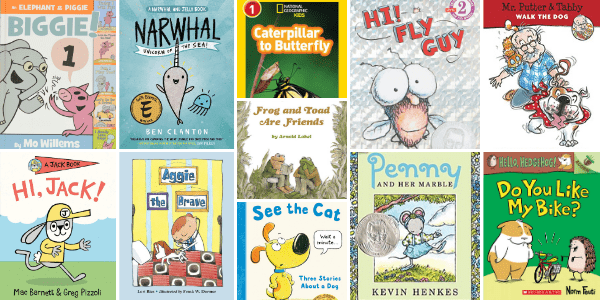 AN ELEPHANT & PIGGIE
BIGGIE!
1
by Mo Willems
A NARWHAL AND JELLY BOOK
NARWHAL
UNICORN OF THE SEA!
E
BEN CLANTON
1
NATIONAL
GEOGRAPHIC
KIDS
Caterpillar
to Butterfly
Frog and Toad
Are Friends
by Arnold Lobel
2
HI!
FLY
GUY
Mr. Putter & Tabby
WALK THE DOG
A JACK BOOK
HI, JACK!
Mac Barnett & Greg Pizzoli
Aggie
the Brave
See the Cat
Wait a
minute...
Three Stories
About a Dog
Penny
AND HER MARBLE
KEVIN HENKES
HELLO, HEDGEHOG!
Do You Like
My Bike?
SCHOLASTIC
Norm Feuti